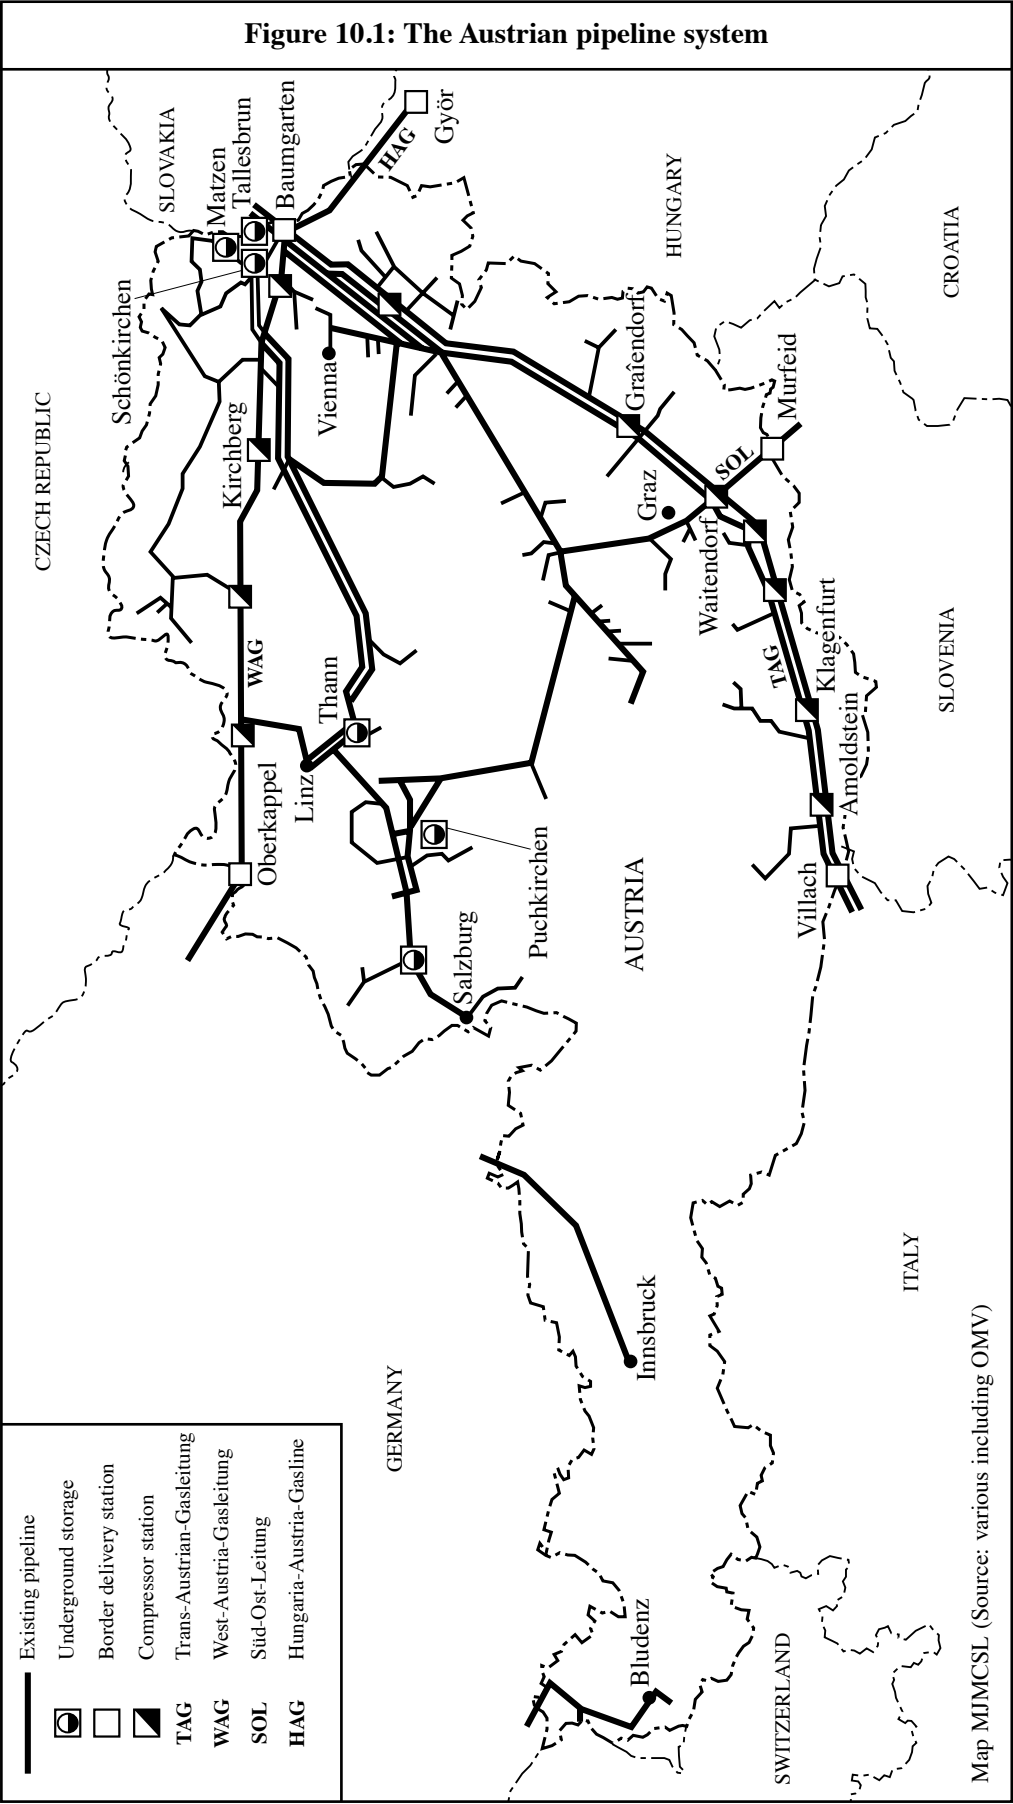 Figure 10.1: The Austrian pipeline system
SLOVAKIA
Matzen
Tallesbrun
Baumgarten
HAG
Györ
Schönkirchen
CZECH REPUBLIC
Kirchberg
Vienna
HUNGARY
CROATIA
Graîendorf
Murfeid
SOL
Graz
Waitendorf
WAG
Thann
TAG
Klagenfurt
SLOVENIA
Oberkappel
Linz
Arnoldstein
Puchkirchen
AUSTRIA
Villach
Salzburg
Innsbruck
ITALY
GERMANY
Bludenz
SWITZERLAND
Existing pipeline
Underground storage
Border delivery station
Compressor station
TAG Trans-Austrian-Gasleitung
WAG West-Austria-Gasleitung
SOL Süd-Ost-Leitung
HAG Hungaria-Austria-Gasline
Map MJMCSL (Source: various including OMV)